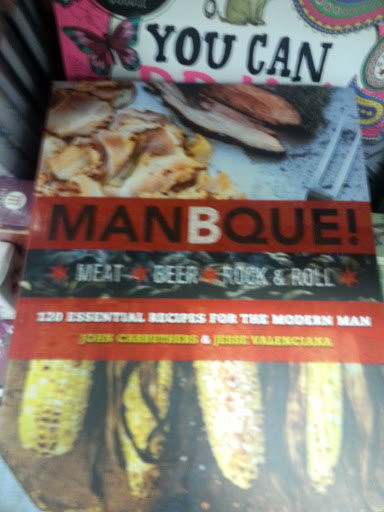 YOU CAN
MANBQUE!
MEAT ★ BEER ★ ROCK & ROLL ★
120 ESSENTIAL RECIPES FOR THE MODERN MAN
JOHN CARRUTHERS & JESSE VALENCIANA